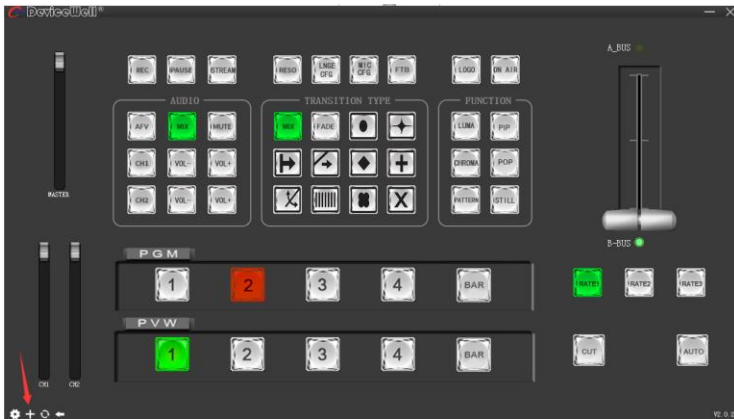 DeviceWell®
A_BUS
REC PAUSE STREAM RESO LNGE CFG MIC CFG FTB LOGO ON AIR
AUDIO TRANSITION TYPE FUNCTION
AFV MIX MUTE MIX FADE LUMA PIP
CH1 VOL- VOL+ CHROMA POP
CH2 VOL- VOL+ PATTERN STILL
MASTER
B-BUS
PGM
1 2 3 4 BAR RATE1 RATE2 RATE3
PVW
1 2 3 4 BAR CUT AUTO
CH1 CH2